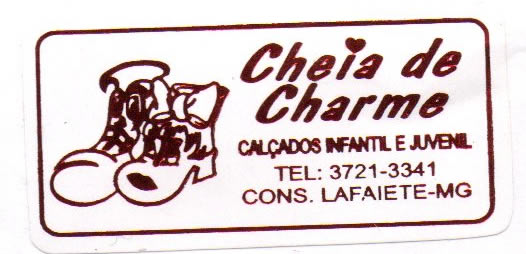 Cheia de
Charme
CALÇADOS INFANTIL E JUVENIL
TEL: 3721-3341
CONS. LAFAIETE-MG